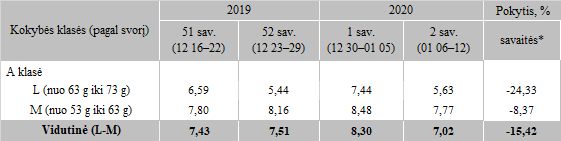 Kokybės klasės (pagal svorį) 2019 2020 Pokytis, %
51 sav. (12 16–22) 52 sav. (12 23–29) 1 sav. (12 30–01 05) 2 sav. (01 06–12) savaitės*
A klasė
L (nuo 63 g iki 73 g) 6,59 5,44 7,44 5,63 -24,33
M (nuo 53 g iki 63 g) 7,80 8,16 8,48 7,77 -8,37
Vidutinė (L-M) 7,43 7,51 8,30 7,02 -15,42